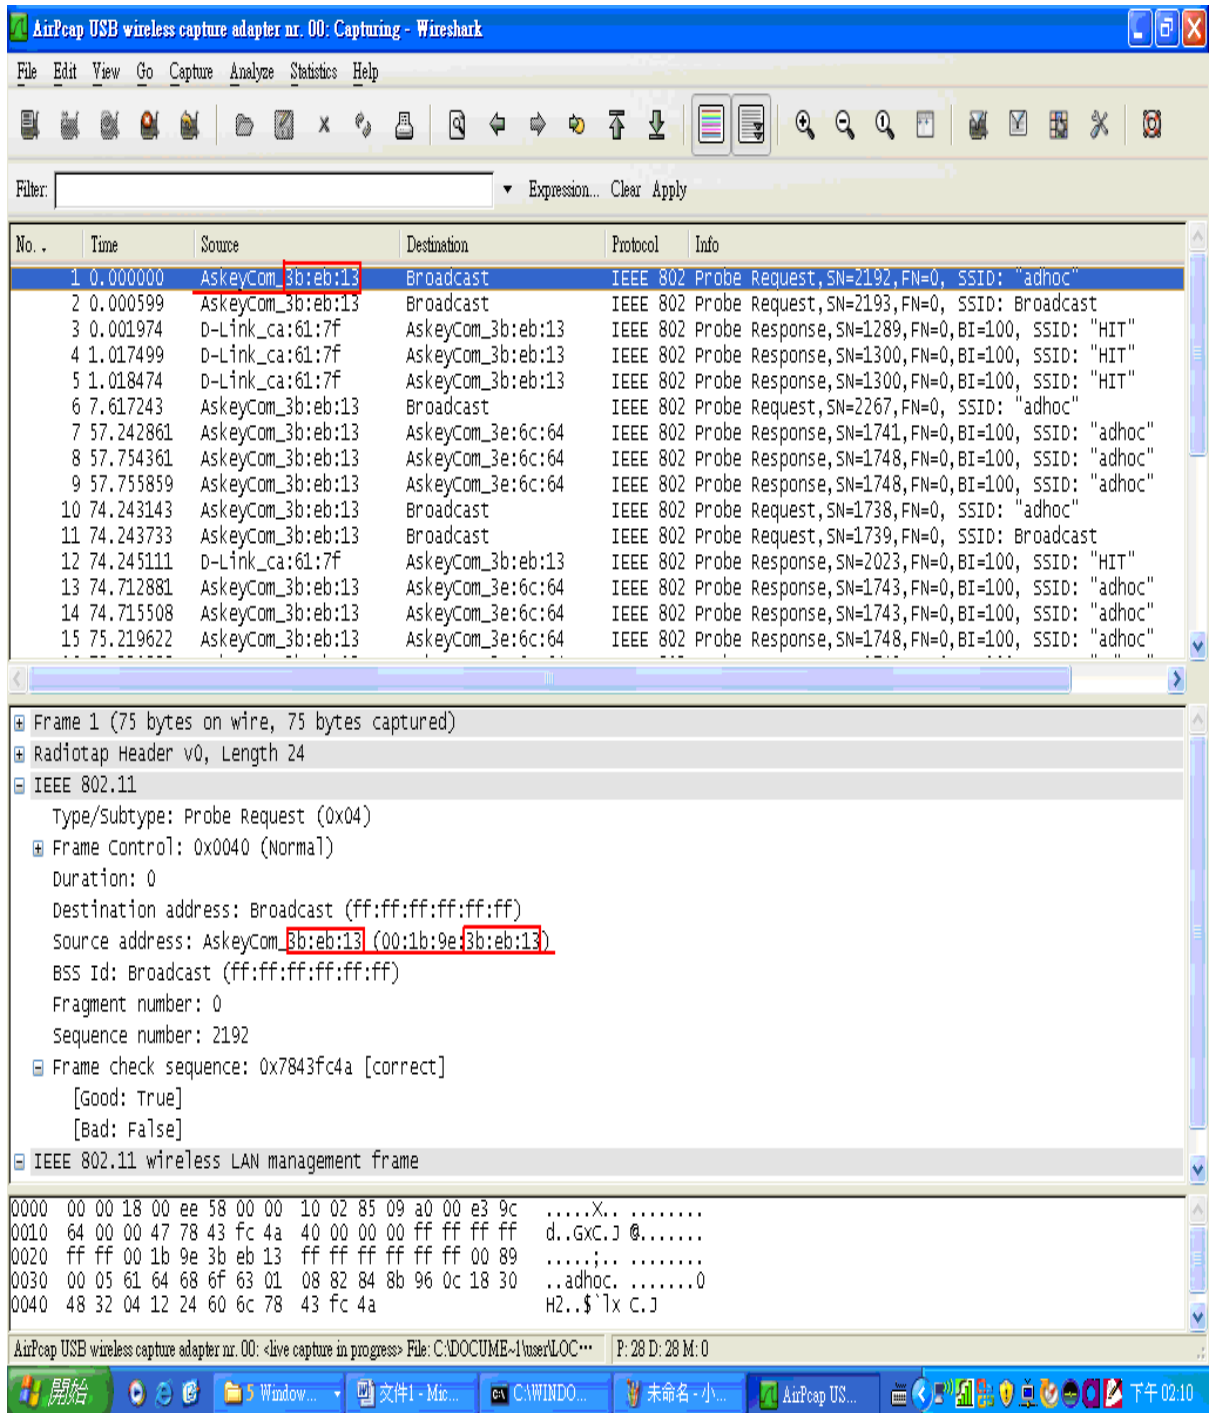 AirPcap USB wireless capture adapter nr. 00: Capturing - Wireshark
File Edit View Go Capture Analyze Statistics Help
Filter: Expression... Clear Apply
No. . Time Source Destination Protocol Info
1 0.000000 AskeyCom_3b:eb:13 Broadcast IEEE 802 Probe Request,SN=2192,FN=0, SSID: "adhoc"
2 0.000599 AskeyCom_3b:eb:13 Broadcast IEEE 802 Probe Request,SN=2193,FN=0, SSID: Broadcast
3 0.001974 D-Link_ca:61:7f AskeyCom_3b:eb:13 IEEE 802 Probe Response,SN=1289,FN=0,BI=100, SSID: "HIT"
4 1.017499 D-Link_ca:61:7f AskeyCom_3b:eb:13 IEEE 802 Probe Response,SN=1300,FN=0,BI=100, SSID: "HIT"
5 1.018474 D-Link_ca:61:7f AskeyCom_3b:eb:13 IEEE 802 Probe Response,SN=1300,FN=0,BI=100, SSID: "HIT"
6 7.617243 AskeyCom_3b:eb:13 Broadcast IEEE 802 Probe Request,SN=2267,FN=0, SSID: "adhoc"
7 57.242861 AskeyCom_3b:eb:13 AskeyCom_3e:6c:64 IEEE 802 Probe Response,SN=1741,FN=0,BI=100, SSID: "adhoc"
8 57.754361 AskeyCom_3b:eb:13 AskeyCom_3e:6c:64 IEEE 802 Probe Response,SN=1748,FN=0,BI=100, SSID: "adhoc"
9 57.755859 AskeyCom_3b:eb:13 AskeyCom_3e:6c:64 IEEE 802 Probe Response,SN=1748,FN=0,BI=100, SSID: "adhoc"
10 74.243143 AskeyCom_3b:eb:13 Broadcast IEEE 802 Probe Request,SN=1738,FN=0, SSID: "adhoc"
11 74.243733 AskeyCom_3b:eb:13 Broadcast IEEE 802 Probe Request,SN=1739,FN=0, SSID: Broadcast
12 74.245111 D-Link_ca:61:7f AskeyCom_3b:eb:13 IEEE 802 Probe Response,SN=2023,FN=0,BI=100, SSID: "HIT"
13 74.712881 AskeyCom_3b:eb:13 AskeyCom_3e:6c:64 IEEE 802 Probe Response,SN=1743,FN=0,BI=100, SSID: "adhoc"
14 74.715508 AskeyCom_3b:eb:13 AskeyCom_3e:6c:64 IEEE 802 Probe Response,SN=1743,FN=0,BI=100, SSID: "adhoc"
15 75.219622 AskeyCom_3b:eb:13 AskeyCom_3e:6c:64 IEEE 802 Probe Response,SN=1748,FN=0,BI=100, SSID: "adhoc"
Frame 1 (75 bytes on wire, 75 bytes captured)
Radiotap Header v0, Length 24
IEEE 802.11
Type/Subtype: Probe Request (0x04)
Frame Control: 0x0040 (Normal)
Duration: 0
Destination address: Broadcast (ff:ff:ff:ff:ff:ff)
Source address: AskeyCom_3b:eb:13 (00:1b:9e:3b:eb:13)
BSS Id: Broadcast (ff:ff:ff:ff:ff:ff)
Fragment number: 0
Sequence number: 2192
Frame check sequence: 0x7843fc4a [correct]
[Good: True]
[Bad: False]
IEEE 802.11 wireless LAN management frame
0000 00 00 18 00 ee 58 00 00 10 02 85 09 a0 00 e3 9c .....X.. ........
0010 64 00 00 47 78 43 fc 4a 40 00 00 00 ff ff ff ff d..GxC.J @.......
0020 ff ff 00 1b 9e 3b eb 13 ff ff ff ff ff ff 00 89 .....;.. ........
0030 00 05 61 64 68 6f 63 01 08 82 84 8b 96 0c 18 30 ..adhoc. .......0
0040 48 32 04 12 24 60 6c 78 43 fc 4a H2..$`lx C.J
AirPcap USB wireless capture adapter nr. 00: <live capture in progress> File: C:\DOCUME~1\user\LOC... P: 28 D: 28 M: 0
開始 5 Window... 文件1 - Mic... C:\WINDO... 未命名 - 小... AirPcap US... 下午 02:10